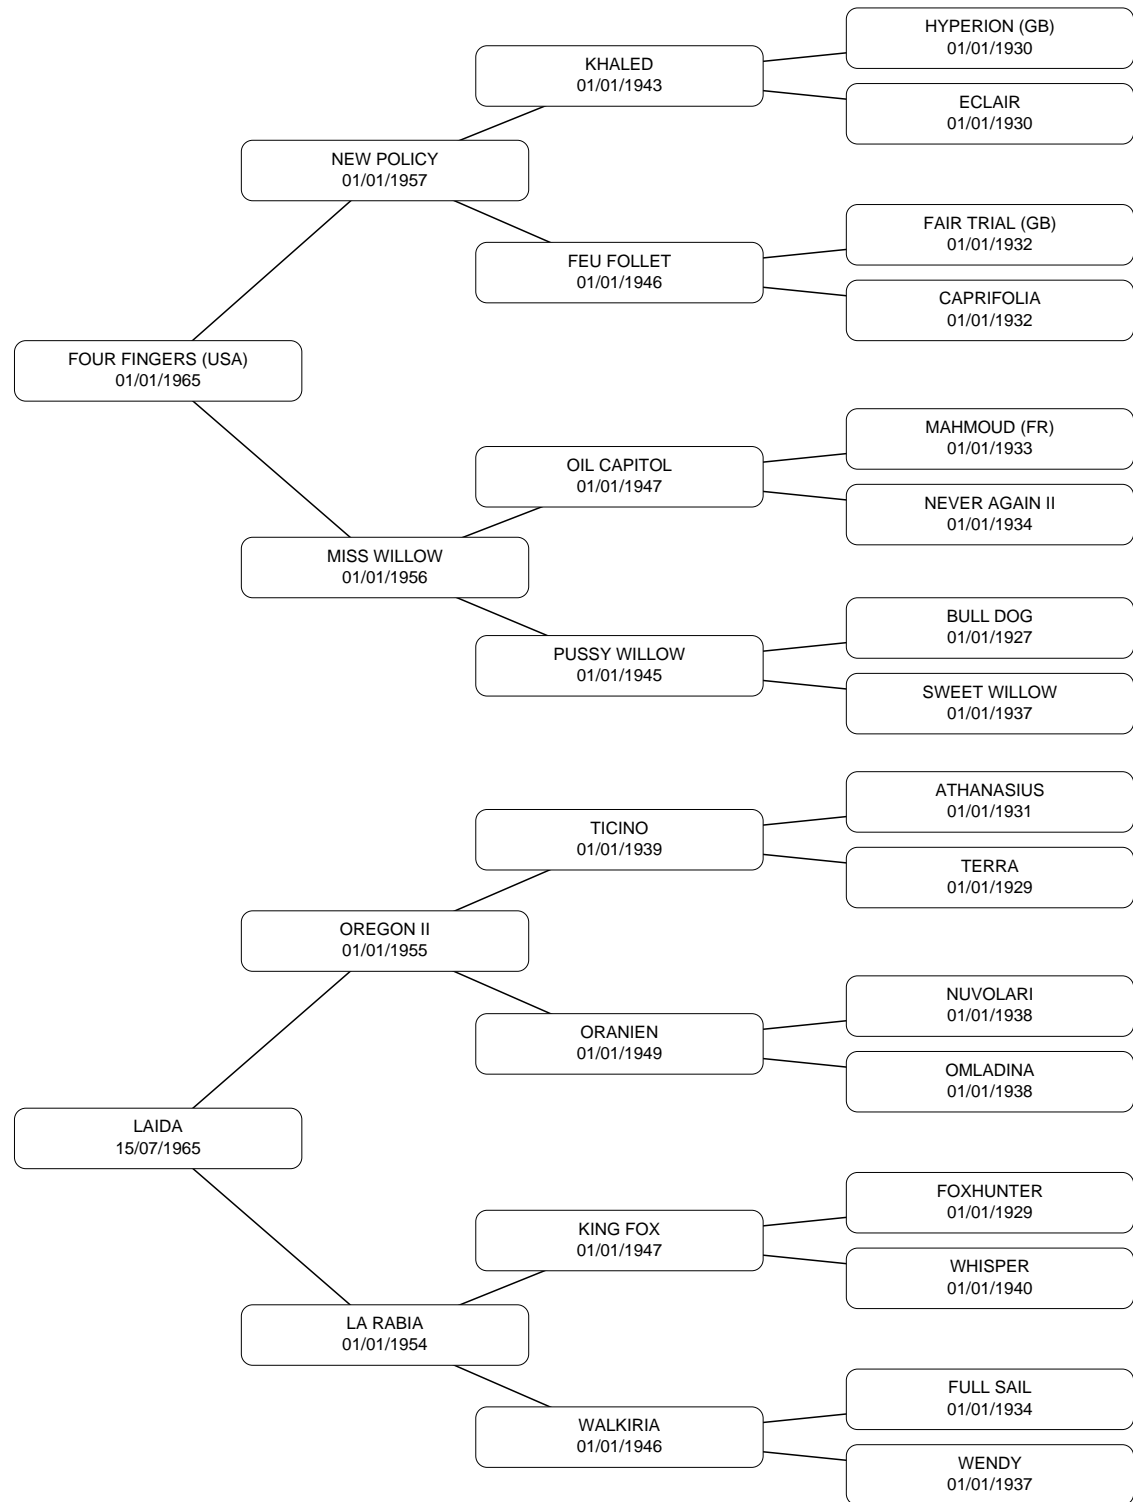 HYPERION (GB)
01/01/1930
KHALED
01/01/1943
ECLAIR
01/01/1930
NEW POLICY
01/01/1957
FAIR TRIAL (GB)
01/01/1932
FEU FOLLET
01/01/1946
CAPRIFOLIA
01/01/1932
FOUR FINGERS (USA)
01/01/1965
MAHMOUD (FR)
01/01/1933
OIL CAPITOL
01/01/1947
NEVER AGAIN II
01/01/1934
MISS WILLOW
01/01/1956
BULL DOG
01/01/1927
PUSSY WILLOW
01/01/1945
SWEET WILLOW
01/01/1937
ATHANASIUS
01/01/1931
TICINO
01/01/1939
TERRA
01/01/1929
OREGON II
01/01/1955
NUVOLARI
01/01/1938
ORANIEN
01/01/1949
OMLADINA
01/01/1938
LAIDA
15/07/1965
FOXHUNTER
01/01/1929
KING FOX
01/01/1947
WHISPER
01/01/1940
LA RABIA
01/01/1954
FULL SAIL
01/01/1934
WALKIRIA
01/01/1946
WENDY
01/01/1937